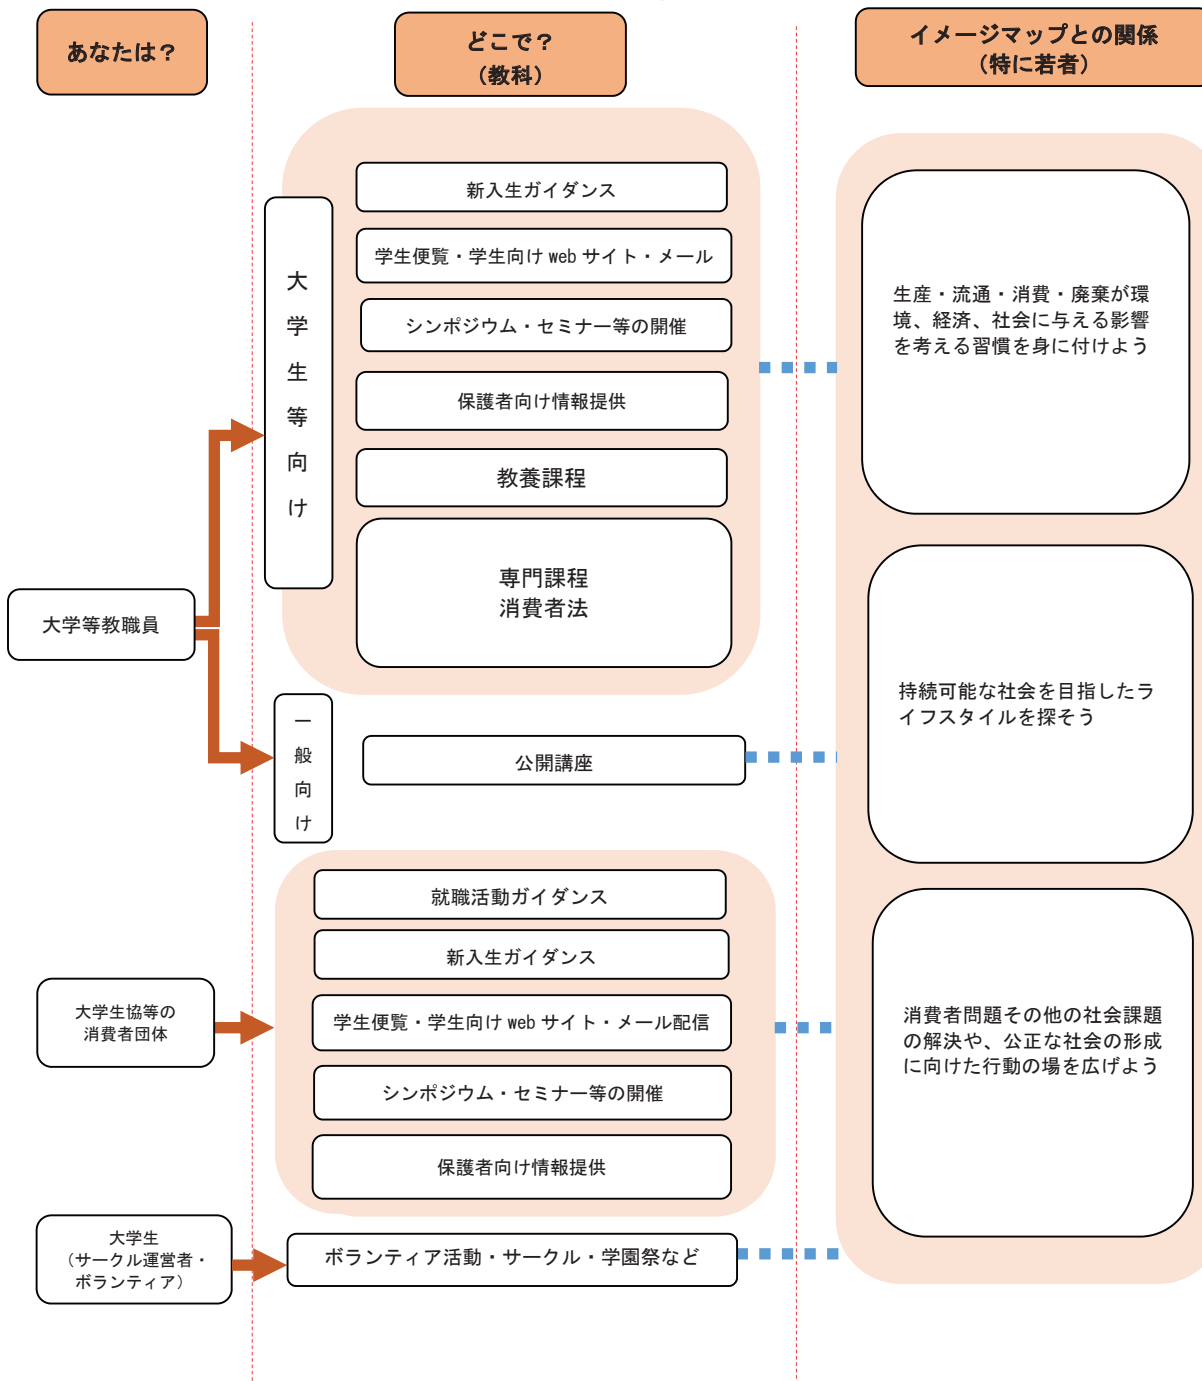 あなたは？
どこで？
（教科）
イメージマップとの関係
（特に若者）
大学等教職員
大学生等向け
新入生ガイダンス
学生便覧・学生向け web サイト・メール
シンポジウム・セミナー等の開催
保護者向け情報提供
教養課程
専門課程
消費者法
一般向け
公開講座
大学生協等の
消費者団体
就職活動ガイダンス
新入生ガイダンス
学生便覧・学生向け web サイト・メール配信
シンポジウム・セミナー等の開催
保護者向け情報提供
大学生
（サークル運営者・
ボランティア）
ボランティア活動・サークル・学園祭など
生産・流通・消費・廃棄が環
境、経済、社会に与える影響
を考える習慣を身に付けよう
持続可能な社会を目指したラ
イフスタイルを探そう
消費者問題その他の社会課題
の解決や、公正な社会の形成
に向けた行動の場を広げよう